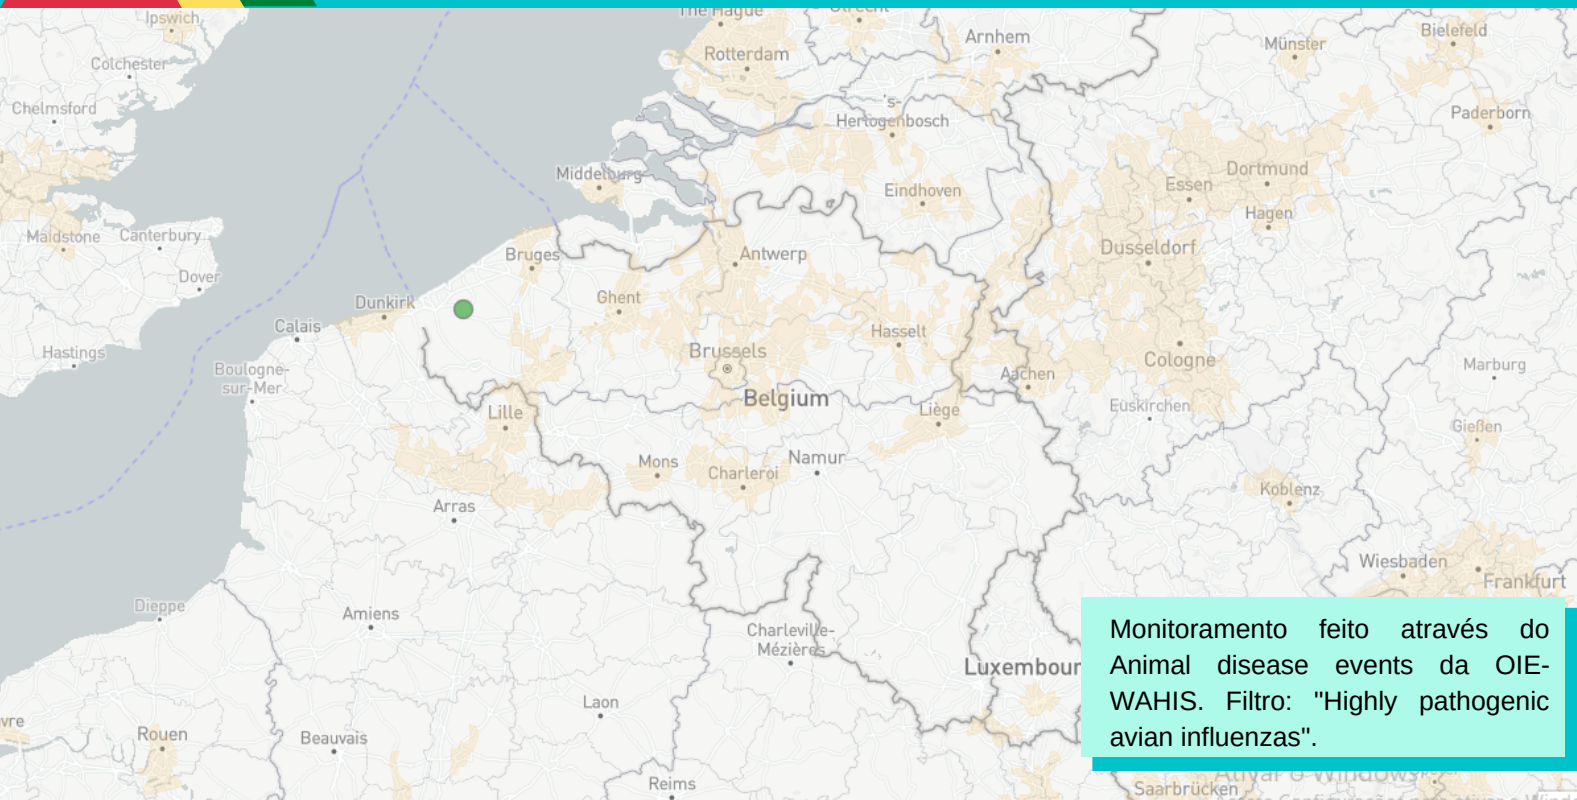 Ipswich
The Hague
Utrecht
Colchester
Rotterdam
Arnhem
Münster
Bielefeld
Chelmsford
's-
Hertogenbosch
Paderborn
Middelburg
Eindhoven
Essen
Dortmund
Hagen
Maidstone
Canterbury
Dover
Bruges
Antwerp
Dusseldorf
Dunkirk
Ghent
Calais
Hasselt
Hastings
Boulogne-
sur-Mer
Brussels
Cologne
Marburg
Aachen
Belgium
Euskirchen
Lille
Liège
Gießen
Mons
Charleroi
Namur
Koblenz
Arras
Wiesbaden
Frankfurt
Dieppe
Amiens
Charleville-
Mézières
Luxembour
Laon
vre
Rouen
Beauvais
Reims
Saarbrücken
Monitoramento feito através do
Animal disease events da OIE-
WAHIS. Filtro: "Highly pathogenic
avian influenzas".
Ativar o Windows